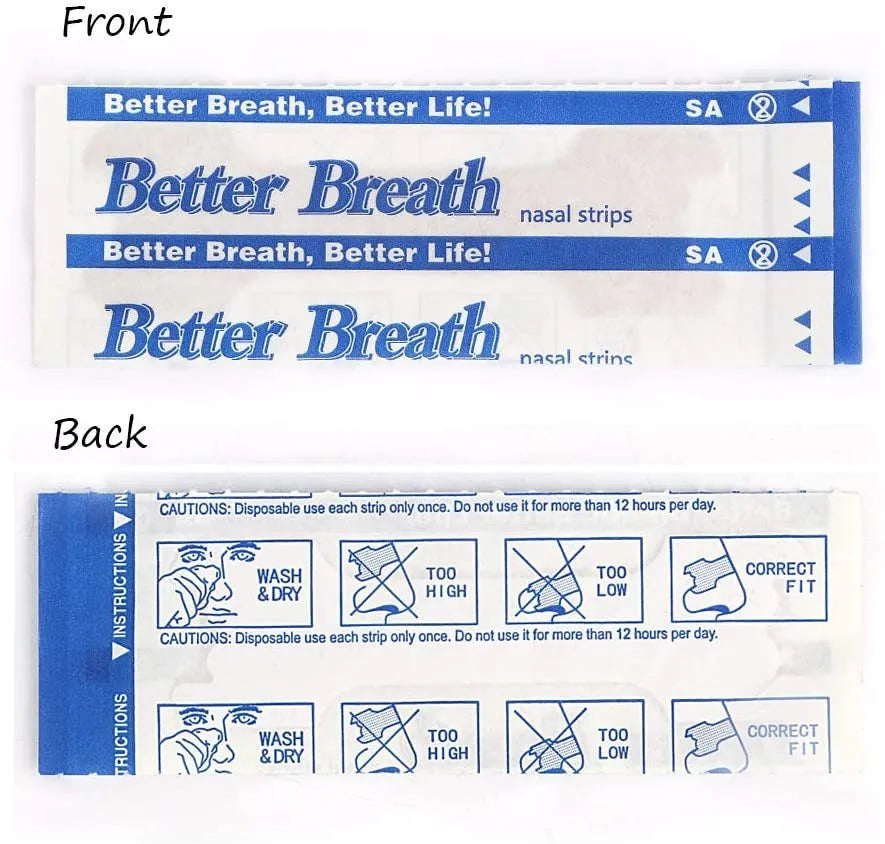 Front
Better Breath, Better Life! SA
Better Breath nasal strips
Better Breath, Better Life! SA
Better Breath nasal strips
Back
INSTRUCTIONS IN
CAUTIONS: Disposable use each strip only once. Do not use it for more than 12 hours per day.
WASH
& DRY
TOO
HIGH
TOO
LOW
CORRECT
FIT
CAUTIONS: Disposable use each strip only once. Do not use it for more than 12 hours per day.
TRUCTIONS
WASH
& DRY
TOO
HIGH
TOO
LOW
CORRECT
FIT